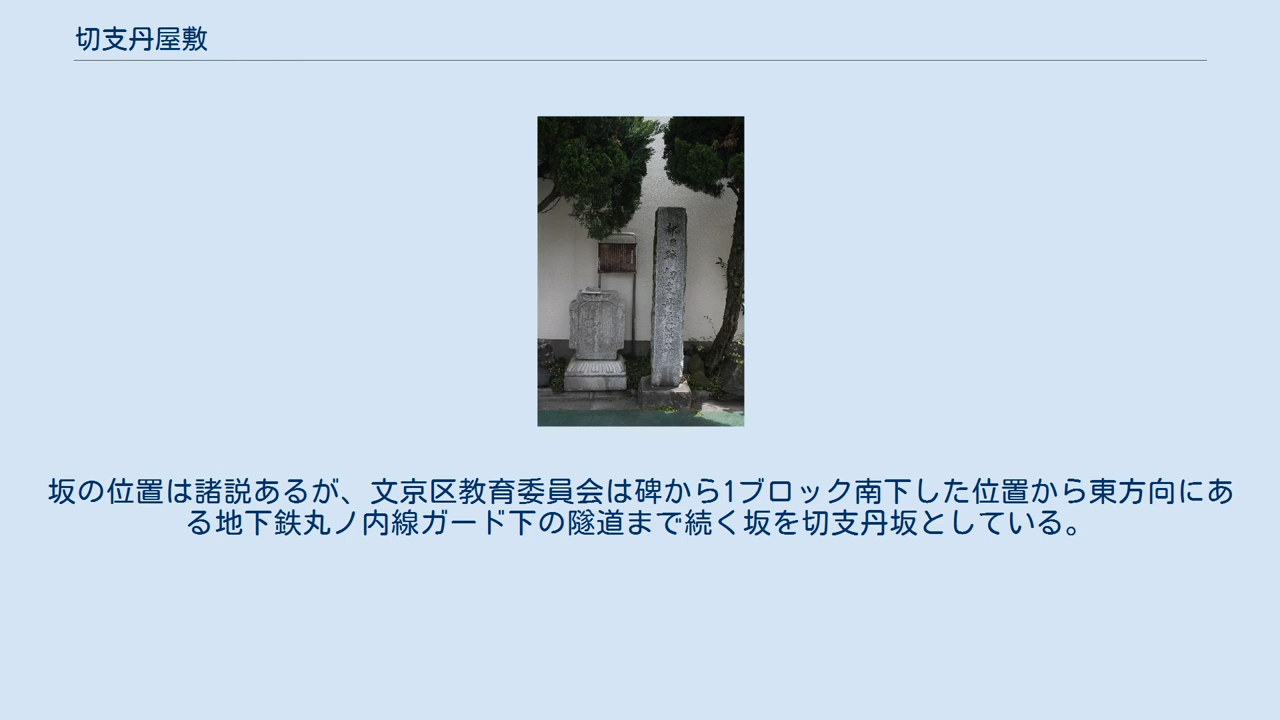 切支丹屋敷
坂の位置は諸説あるが、文京区教育委員会は碑から1ブロック南下した位置から東方向にあ
る地下鉄丸ノ内線ガード下の隧道まで続く坂を切支丹坂としている。